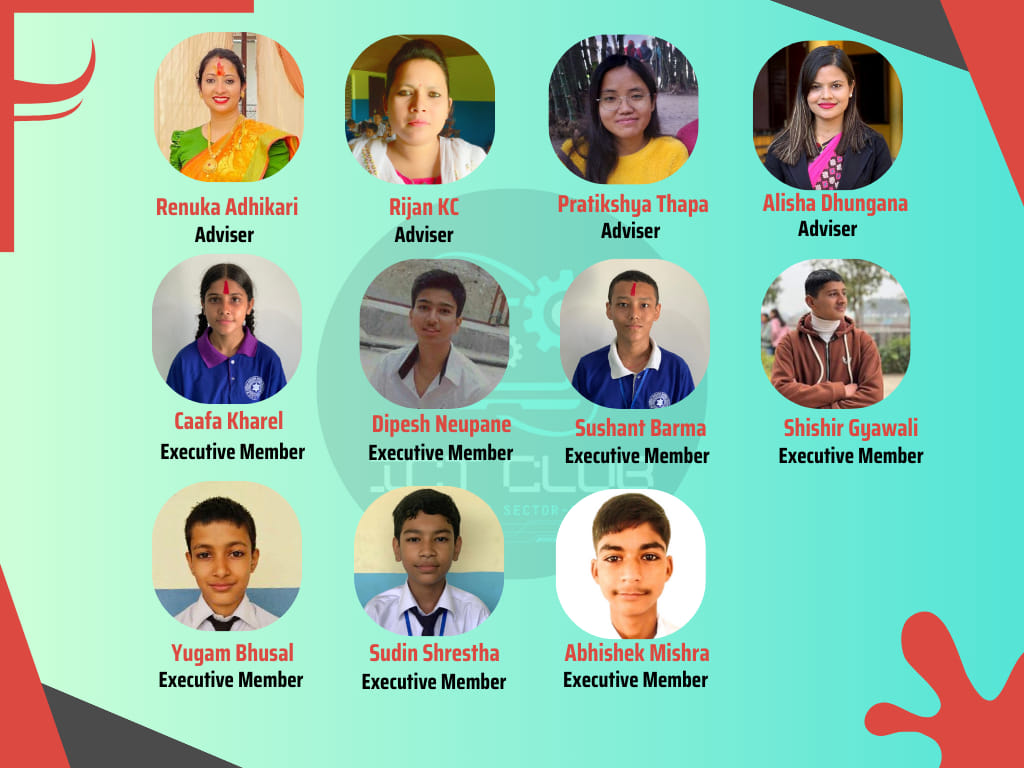 Renuka Adhikari
Adviser
Rijan KC
Adviser
Pratikshya Thapa
Adviser
Alisha Dhungana
Adviser
Caafa Kharel
Executive Member
Dipesh Neupane
Executive Member
Sushant Barma
Executive Member
Shishir Gyawali
Executive Member
ICT CLUB
SECTOR-
Yugam Bhusal
Executive Member
Sudin Shrestha
Executive Member
Abhishek Mishra
Executive Member